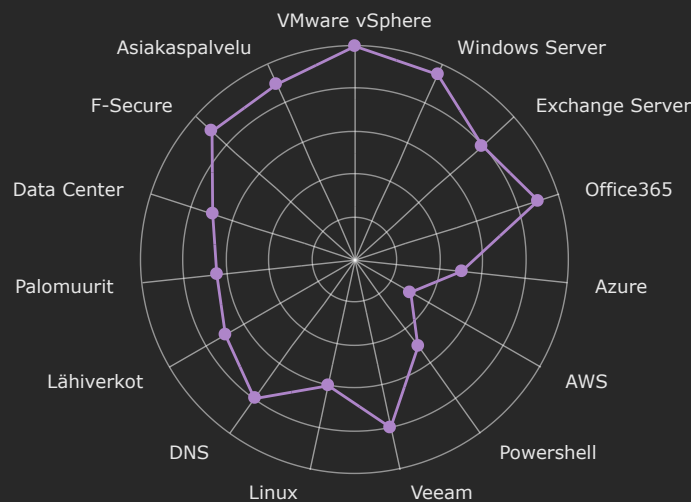 VMware vSphere
Windows Server
Exchange Server
Office365
Azure
AWS
Powershell
Veeam
Linux
DNS
Lähiverkot
Palomuurit
Data Center
F-Secure
Asiakaspalvelu